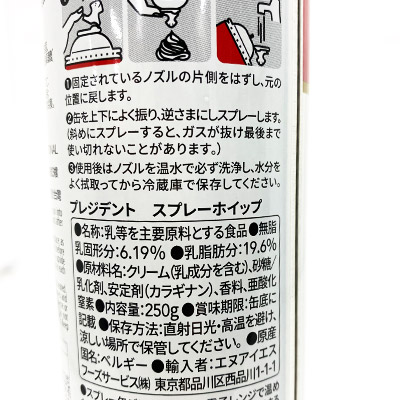 ①固定されているノズルの片側をはずし、元の
位置に戻します。
②缶を上下によく振り、逆さまにしスプレーします。
(斜めにスプレーすると、ガスが抜け最後まで
使い切れないことがあります。)
③使用後はノズルを温水で必ず洗浄し、水分を
よく拭取ってから冷蔵庫で保存してください。
プレジデント スプレーホイップ
●名称:乳等を主要原料とする食品●無脂
乳固形分:6.19% ●乳脂肪分:19.6%
●原材料名:クリーム(乳成分を含む)、砂糖/
乳化剤、安定剤(カラギナン)、香料、亜酸化
窒素●内容量:250g●賞味期限:缶底に
記載●保存方法:直射日光・高温を避け、
涼しい場所で保管してください。●原産
国名:ベルギー●輸入者:エヌアイエス
フーズサービス㈱ 東京都品川区西品川1-1-1